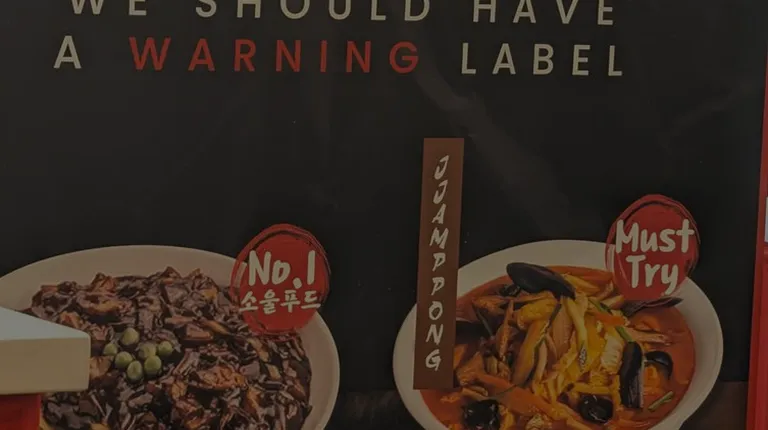 WE SHOULD HAVE
A WARNING LABEL
JJAMPPONG
No.1
소울푸드
Must
Try